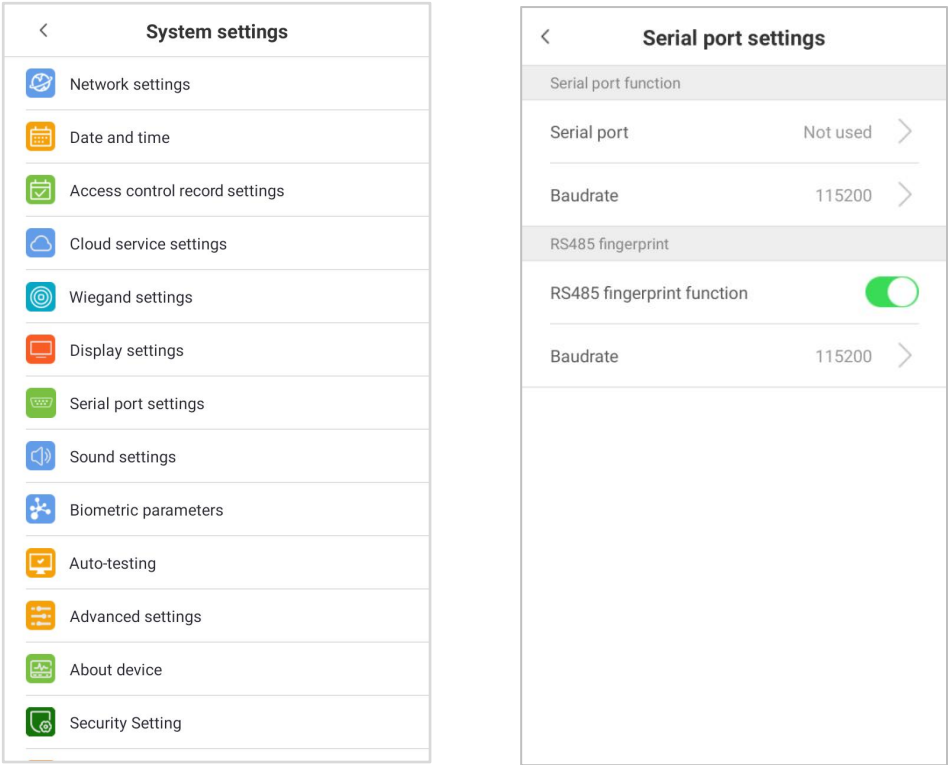 System settings
Network settings
Date and time
Access control record settings
Cloud service settings
Wiegand settings
Display settings
Serial port settings
Sound settings
Biometric parameters
Auto-testing
Advanced settings
About device
Security Setting
Serial port settings
Serial port function
Serial port Not used
Baudrate 115200
RS485 fingerprint
RS485 fingerprint function
Baudrate 115200